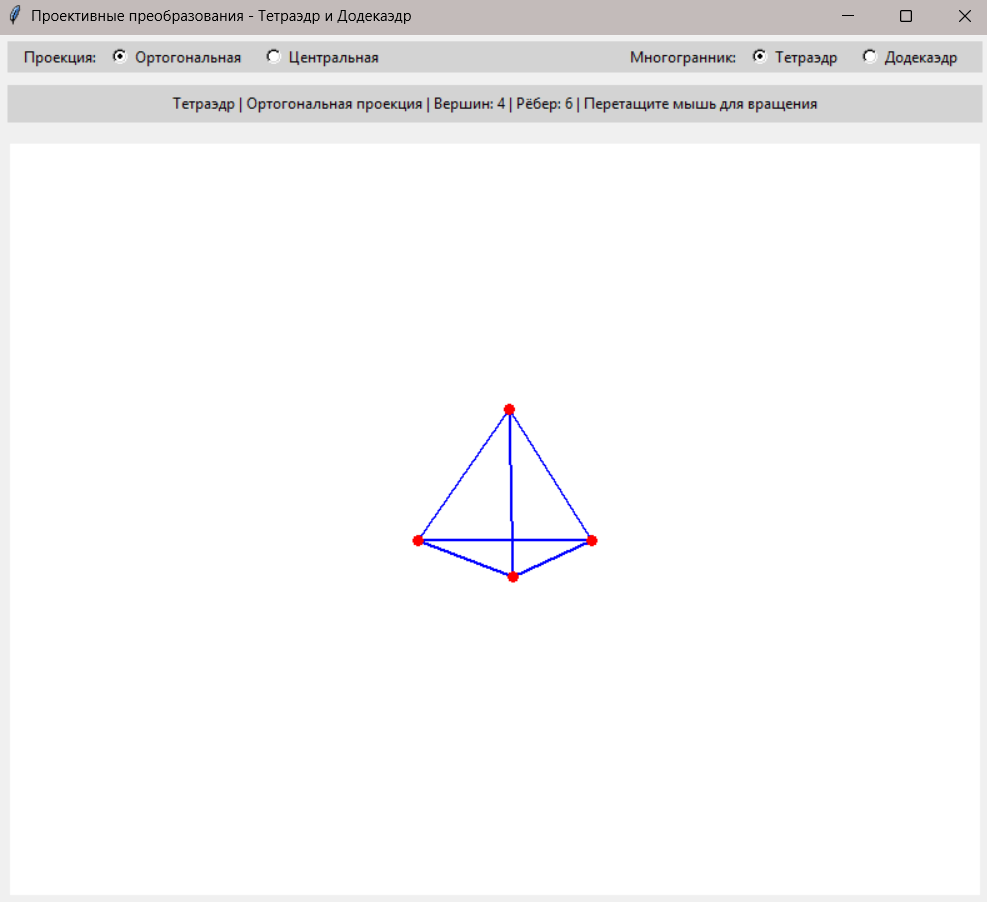 Проективные преобразования - Тетраэдр и Додекаэдр
Проекция: Ортогональная Центральная Многогранник: Тетраэдр Додекаэдр
Тетраэдр | Ортогональная проекция | Вершин: 4 | Рёбер: 6 | Перетащите мышь для вращения